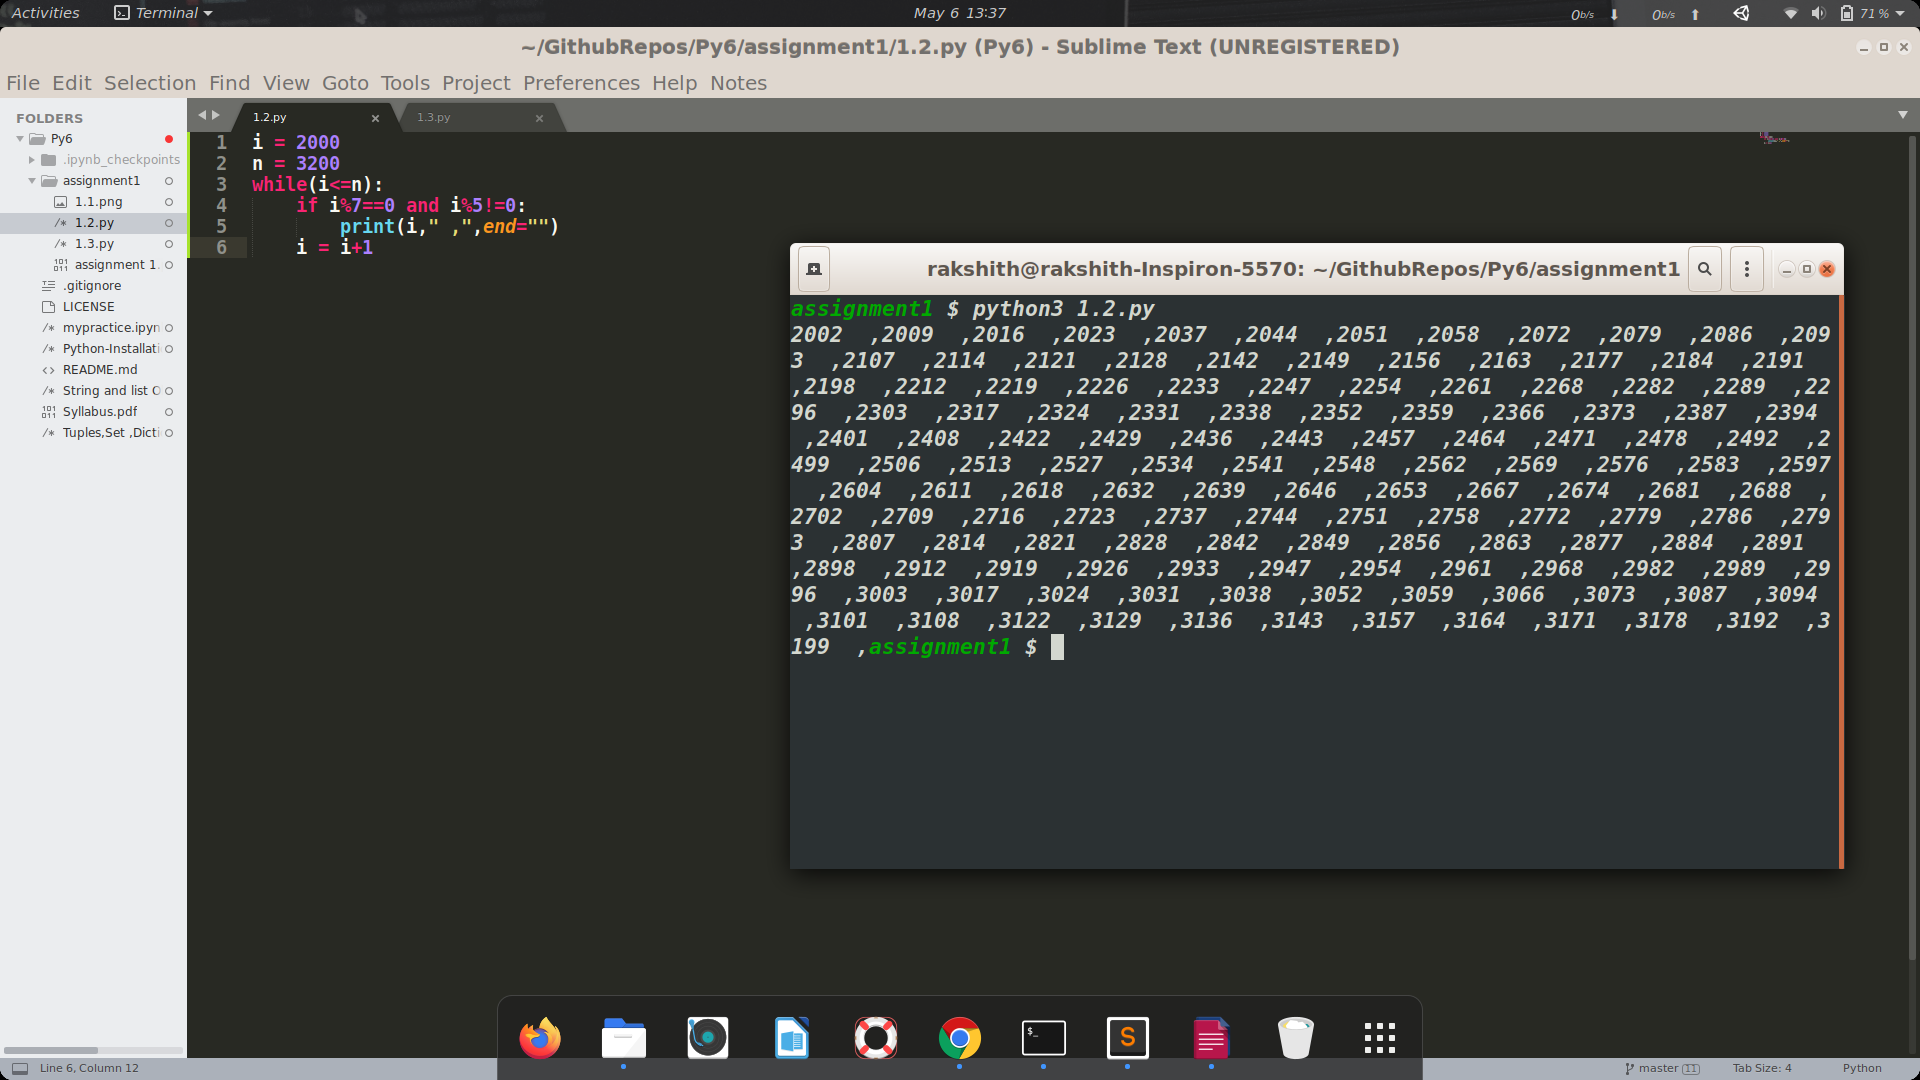 Activities Terminal May 6 13:37 0b/s 0b/s 71 %
~/GithubRepos/Py6/assignment1/1.2.py (Py6) - Sublime Text (UNREGISTERED)
File Edit Selection Find View Goto Tools Project Preferences Help Notes
FOLDERS
Py6
.ipynb_checkpoints
assignment1
1.1.png
1.2.py
1.3.py
assignment 1.
.gitignore
LICENSE
mypractice.ipyn
Python-Installati
README.md
String and list O
Syllabus.pdf
Tuples,Set ,Dicti
1.2.py 1.3.py
1 i = 2000
2 n = 3200
3 while(i<=n):
4 if i%7==0 and i%5!=0:
5 print(i," ,",end="")
6 i = i+1
rakshith@rakshith-Inspiron-5570: ~/GithubRepos/Py6/assignment1
assignment1 $ python3 1.2.py
2002  ,2009  ,2016  ,2023  ,2037  ,2044  ,2051  ,2058  ,2072  ,2079  ,2086  ,209
3  ,2107  ,2114  ,2121  ,2128  ,2142  ,2149  ,2156  ,2163  ,2177  ,2184  ,2191
,2198  ,2212  ,2219  ,2226  ,2233  ,2247  ,2254  ,2261  ,2268  ,2282  ,2289  ,22
96  ,2303  ,2317  ,2324  ,2331  ,2338  ,2352  ,2359  ,2366  ,2373  ,2387  ,2394
,2401  ,2408  ,2422  ,2429  ,2436  ,2443  ,2457  ,2464  ,2471  ,2478  ,2492  ,2
499  ,2506  ,2513  ,2527  ,2534  ,2541  ,2548  ,2562  ,2569  ,2576  ,2583  ,2597
,2604  ,2611  ,2618  ,2632  ,2639  ,2646  ,2653  ,2667  ,2674  ,2681  ,2688  ,
2702  ,2709  ,2716  ,2723  ,2737  ,2744  ,2751  ,2758  ,2772  ,2779  ,2786  ,279
3  ,2807  ,2814  ,2821  ,2828  ,2842  ,2849  ,2856  ,2863  ,2877  ,2884  ,2891
,2898  ,2912  ,2919  ,2926  ,2933  ,2947  ,2954  ,2961  ,2968  ,2982  ,2989  ,29
96  ,3003  ,3017  ,3024  ,3031  ,3038  ,3052  ,3059  ,3066  ,3073  ,3087  ,3094
,3101  ,3108  ,3122  ,3129  ,3136  ,3143  ,3157  ,3164  ,3171  ,3178  ,3192  ,3
199  ,assignment1 $
$_ S
Line 6, Column 12 master 11 Tab Size: 4 Python